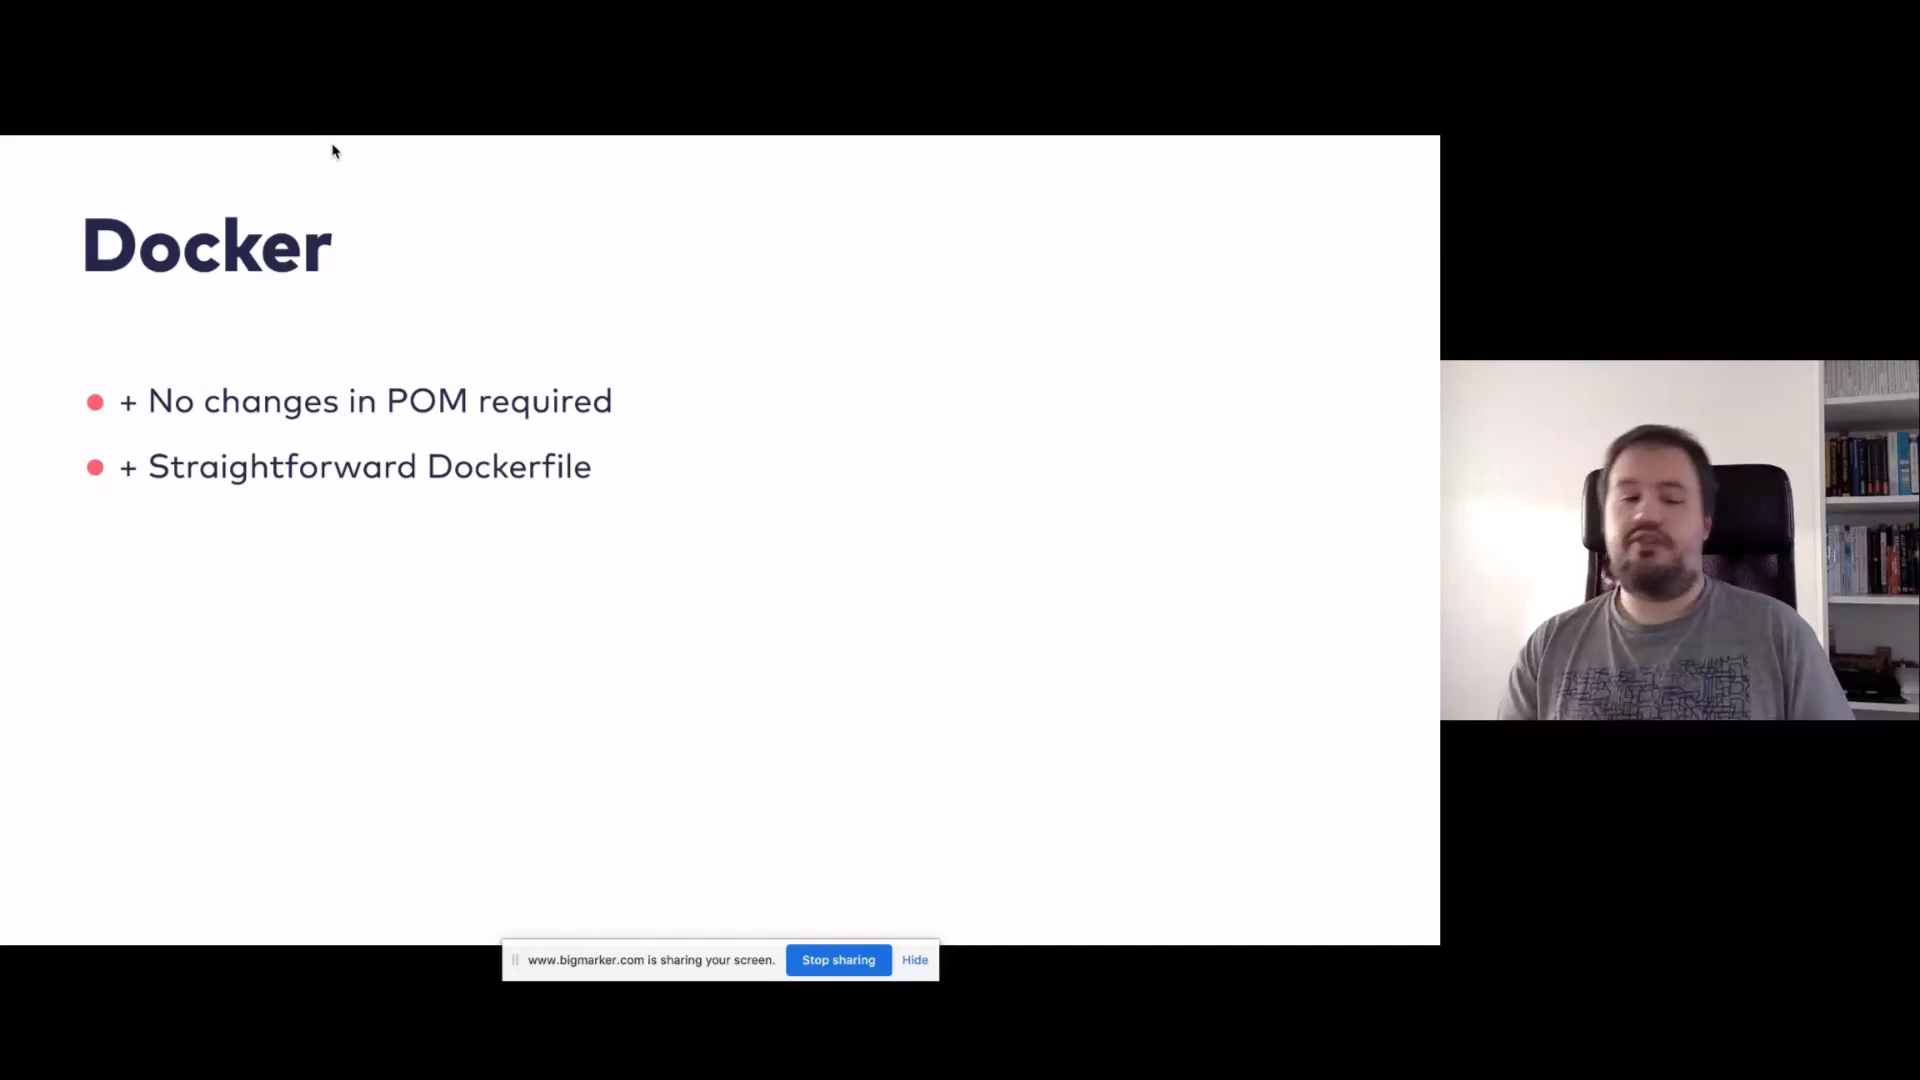 Docker
+ No changes in POM required
+ Straightforward Dockerfile
www.bigmarker.com is sharing your screen.
Stop sharing
Hide